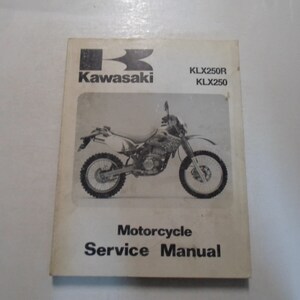 Kawasaki
KLX250R
KLX250
Motorcycle
Service Manual